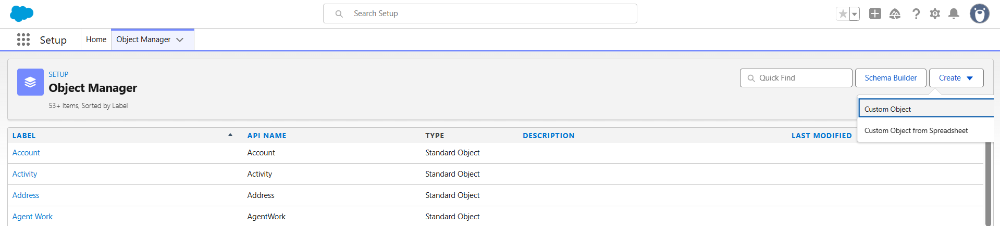 Search Setup
Setup
Home
Object Manager
SETUP
Object Manager
53+ Items, Sorted by Label
Quick Find
Schema Builder
Create
Custom Object
Custom Object from Spreadsheet
LABEL API NAME TYPE DESCRIPTION LAST MODIFIED
Account Account Standard Object
Activity Activity Standard Object
Address Address Standard Object
Agent Work AgentWork Standard Object